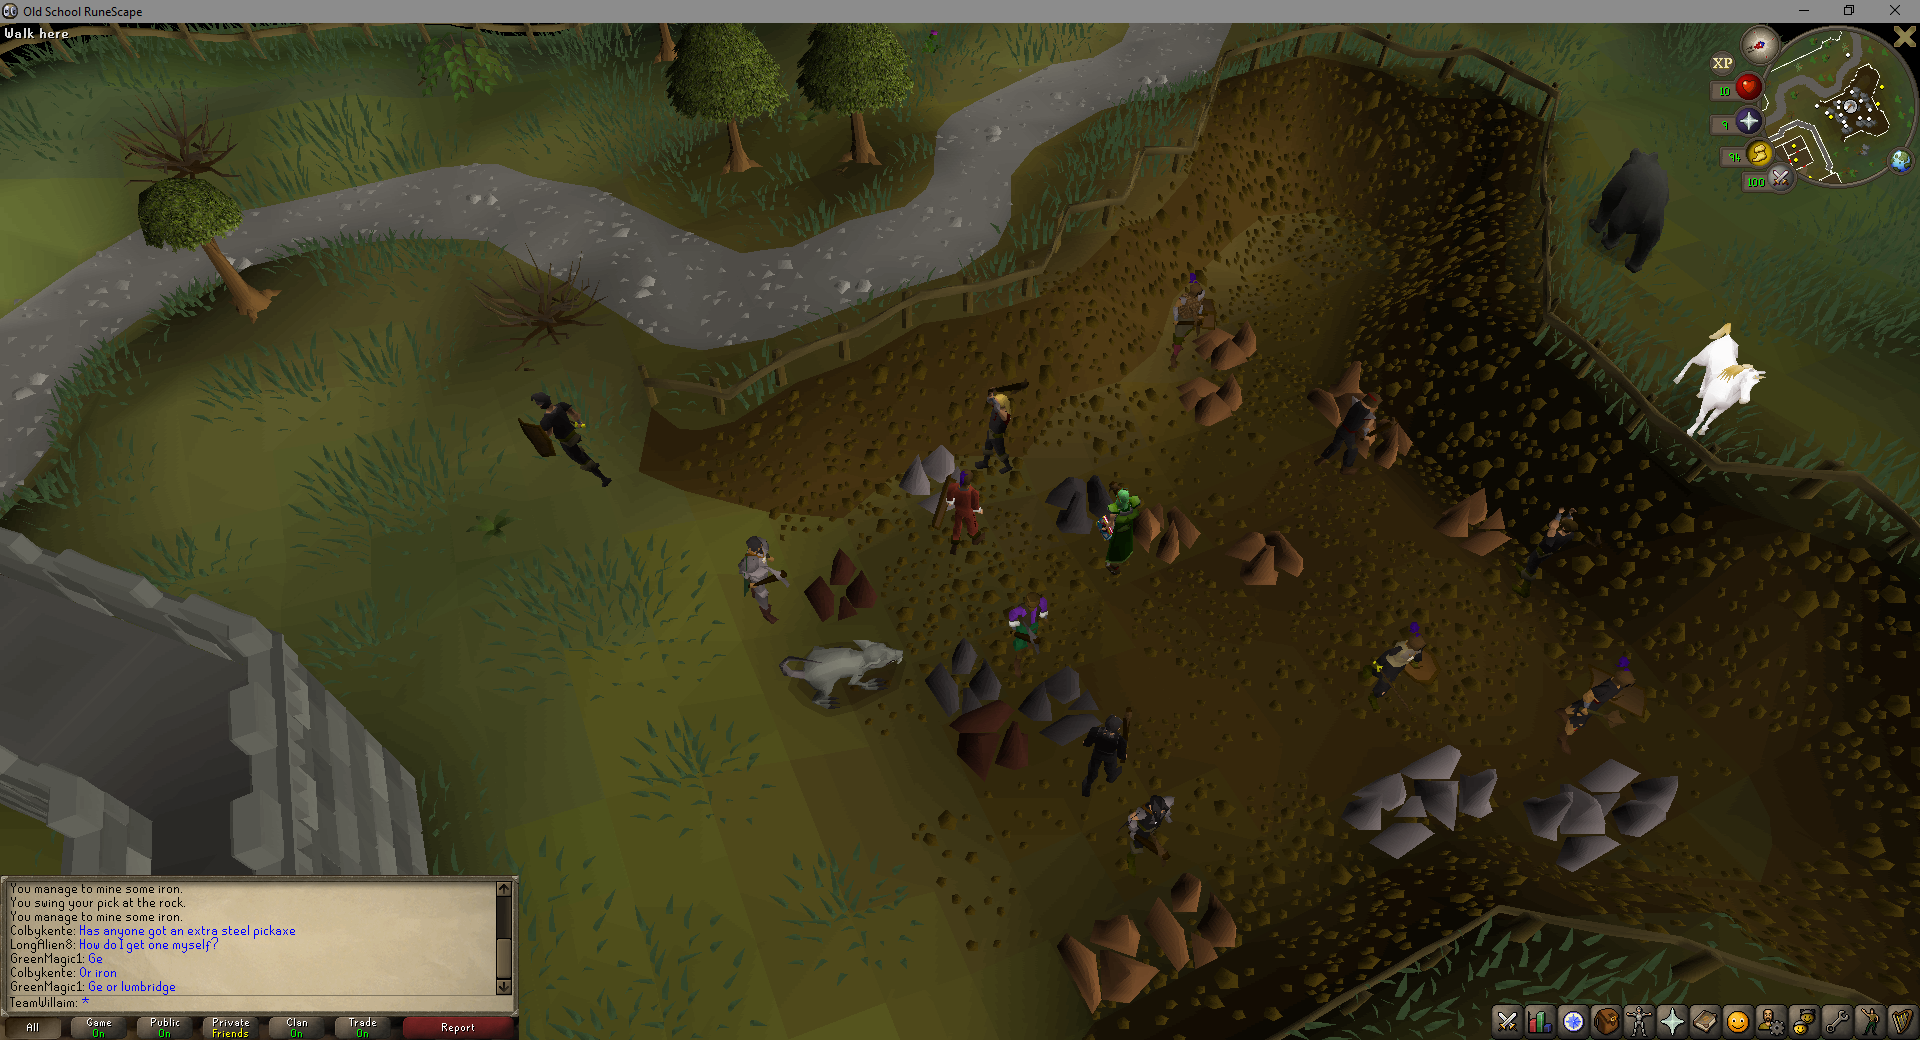 Old School RuneScape
Walk here
XP
10
9
94
100
You manage to mine some iron.
You swing your pick at the rock.
You manage to mine some iron.
Colbykente: Has anyone got an extra steel pickaxe
LongAlien8: How do I get one myself?
GreenMagic1: Ge
Colbykente: Or iron
GreenMagic1: Ge or lumbridge
TeamWillaim: *
All
Game
On
Public
On
Private
Friends
Clan
On
Trade
On
Report